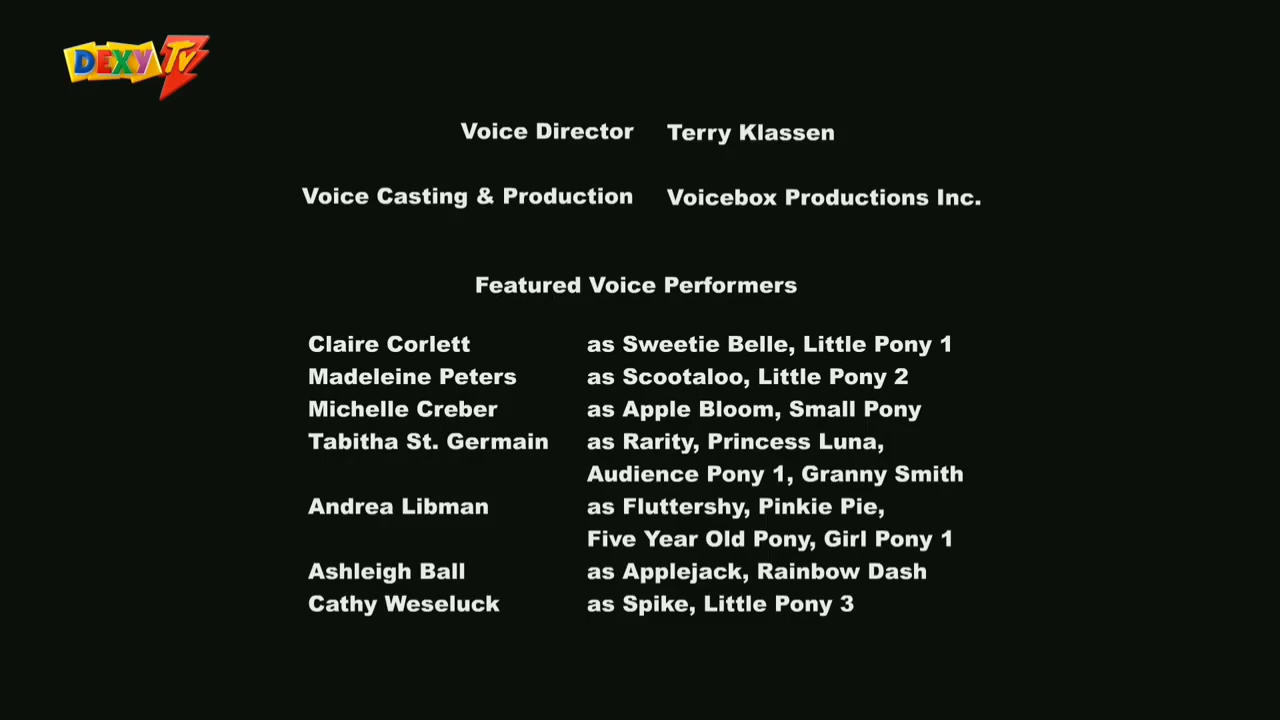 DEXY TV
Voice Director Terry Klassen
Voice Casting & Production Voicebox Productions Inc.
Featured Voice Performers
Claire Corlett as Sweetie Belle, Little Pony 1
Madeleine Peters as Scootaloo, Little Pony 2
Michelle Creber as Apple Bloom, Small Pony
Tabitha St. Germain as Rarity, Princess Luna,
Audience Pony 1, Granny Smith
Andrea Libman as Fluttershy, Pinkie Pie,
Five Year Old Pony, Girl Pony 1
Ashleigh Ball as Applejack, Rainbow Dash
Cathy Weseluck as Spike, Little Pony 3